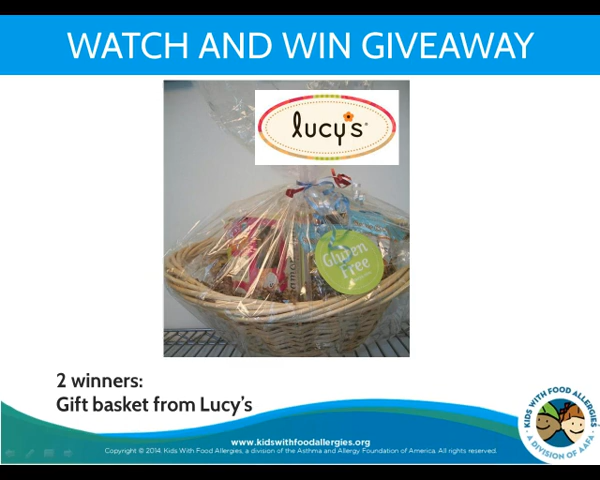 WATCH AND WIN GIVEAWAY
lucy's
Gluten
Free
2 winners:
Gift basket from Lucy's
www.kidswithfoodallergies.org
Copyright © 2014, Kids With Food Allergies, a division of the Asthma and Allergy Foundation of America, All rights reserved.
KIDS WITH FOOD ALLERGIES
A DIVISION OF AAFA